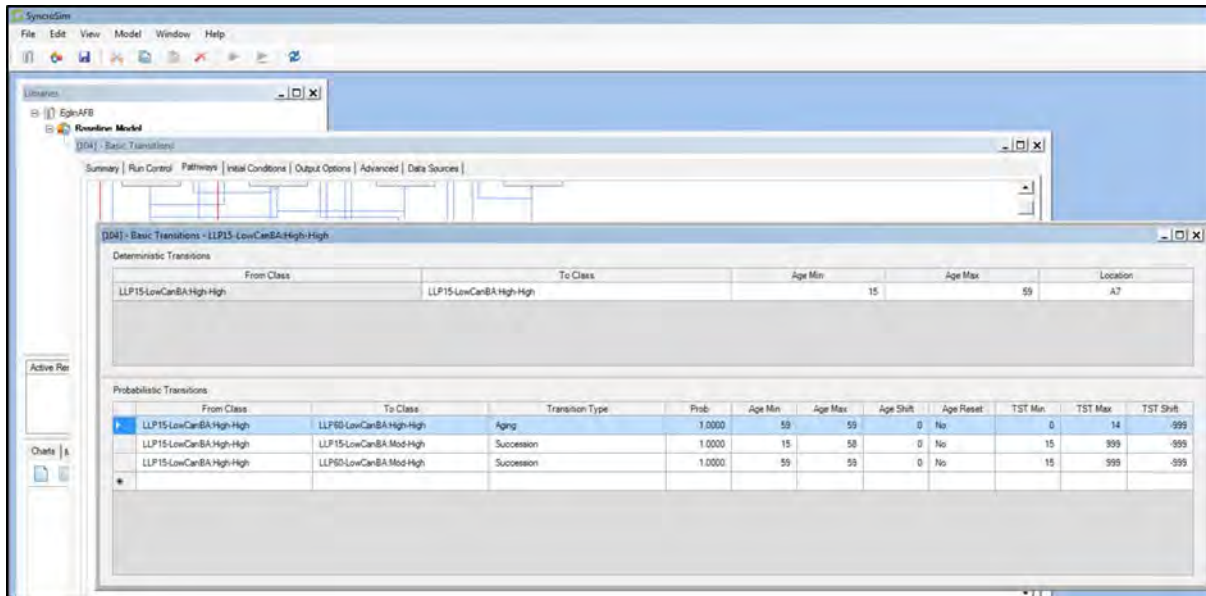 SyncroSim
File Edit View Model Window Help
Libraries
EglinAFB
Baseline Model
[104] - Basic Transitions
Summary | Run Control Pathways | Initial Conditions | Output Options | Advanced | Data Sources |
[104] - Basic Transitions - LLP15-LowCanBA:High-High
Deterministic Transitions
From Class To Class Age Min Age Max Location
LLP15-LowCanBA:High-High LLP15-LowCanBA:High-High 15 59 A7
Active Res
Probabilistic Transitions
From Class To Class Transition Type Prob Age Min Age Max Age Shift Age Reset TST Min TST Max TST Shift
LLP15-LowCanBA:High-High LLP60-LowCanBA:High-High Aging 1.0000 59 59 0 No 0 14 -999
LLP15-LowCanBA:High-High LLP15-LowCanBA:Mod-High Succession 1.0000 15 58 0 No 15 999 -999
LLP15-LowCanBA:High-High LLP60-LowCanBA:Mod-High Succession 1.0000 59 59 0 No 15 999 -999
Charts